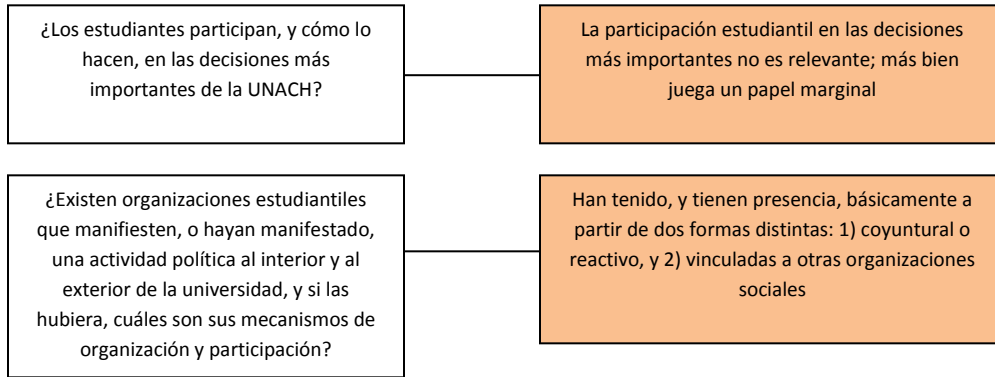 ¿Los estudiantes participan, y cómo lo
hacen, en las decisiones más
importantes de la UNACH?
La participación estudiantil en las decisiones
más importantes no es relevante; más bien
juega un papel marginal
¿Existen organizaciones estudiantiles
que manifiesten, o hayan manifestado,
una actividad política al interior y al
exterior de la universidad, y si las
hubiera, cuáles son sus mecanismos de
organización y participación?
Han tenido, y tienen presencia, básicamente a
partir de dos formas distintas: 1) coyuntural o
reactivo, y 2) vinculadas a otras organizaciones
sociales